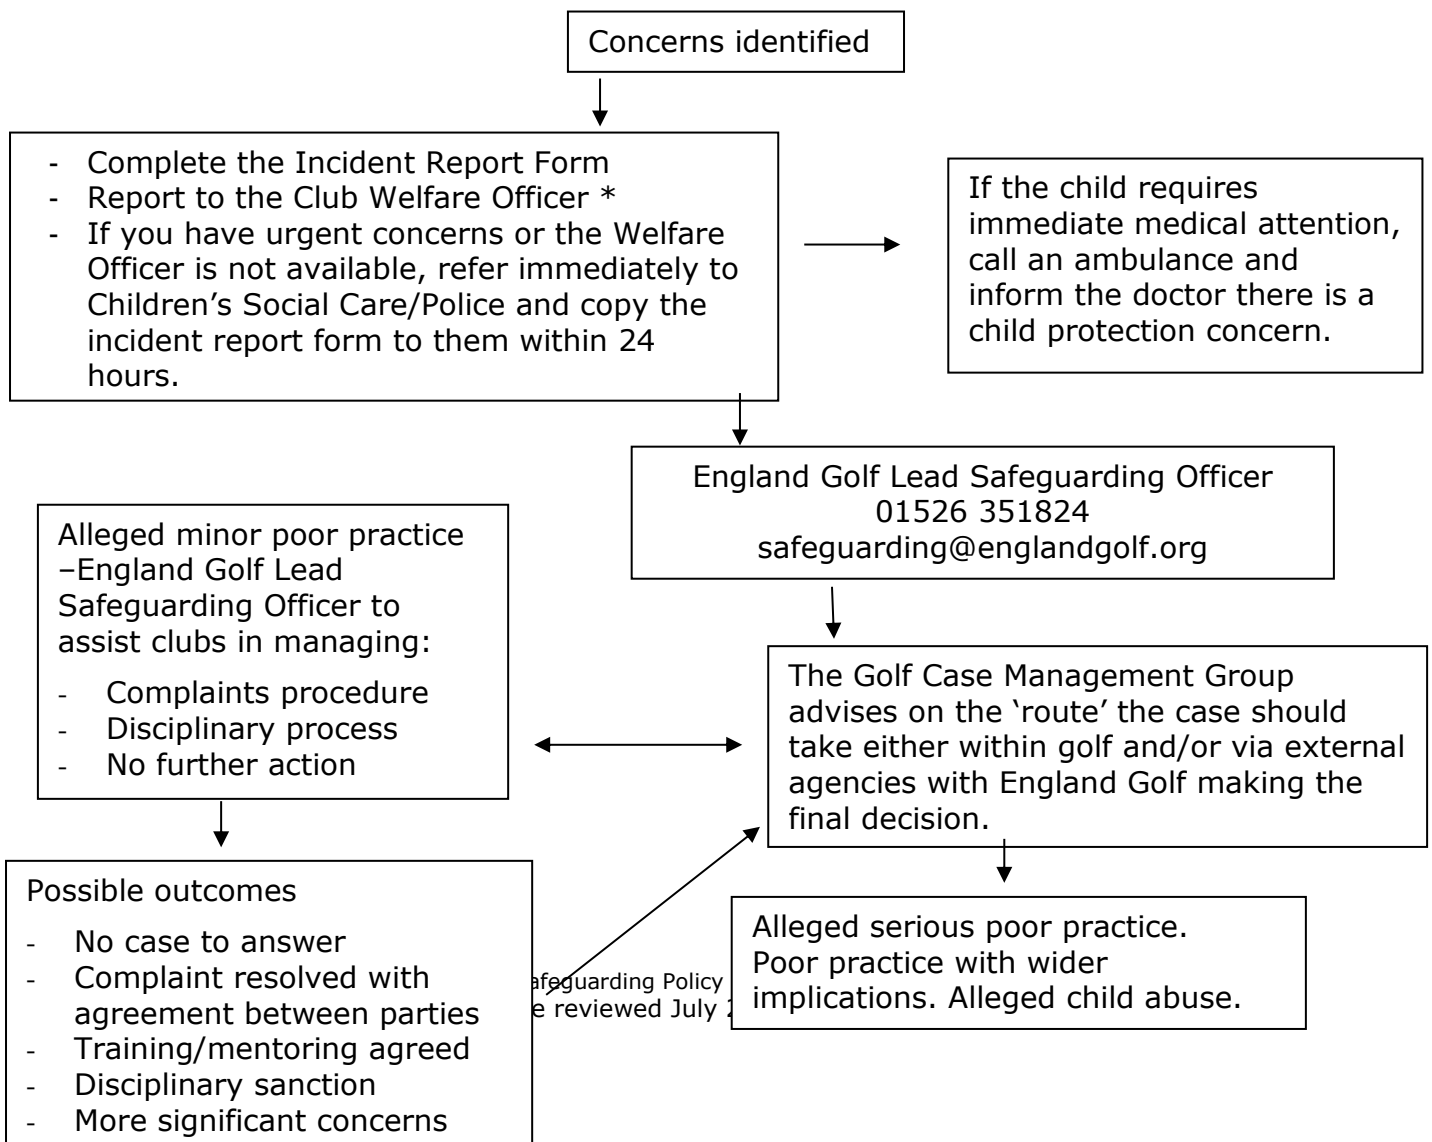 Concerns identified
- Complete the Incident Report Form
- Report to the Club Welfare Officer *
- If you have urgent concerns or the Welfare
Officer is not available, refer immediately to
Children’s Social Care/Police and copy the
incident report form to them within 24
hours.
If the child requires
immediate medical attention,
call an ambulance and
inform the doctor there is a
child protection concern.
England Golf Lead Safeguarding Officer
01526 351824
safeguarding@englandgolf.org
Alleged minor poor practice
–England Golf Lead
Safeguarding Officer to
assist clubs in managing:
- Complaints procedure
- Disciplinary process
- No further action
The Golf Case Management Group
advises on the ‘route’ the case should
take either within golf and/or via external
agencies with England Golf making the
final decision.
Possible outcomes
- No case to answer
- Complaint resolved with
agreement between parties
- Training/mentoring agreed
- Disciplinary sanction
- More significant concerns
Alleged serious poor practice.
Poor practice with wider
implications. Alleged child abuse.
afeguarding Policy
e reviewed July